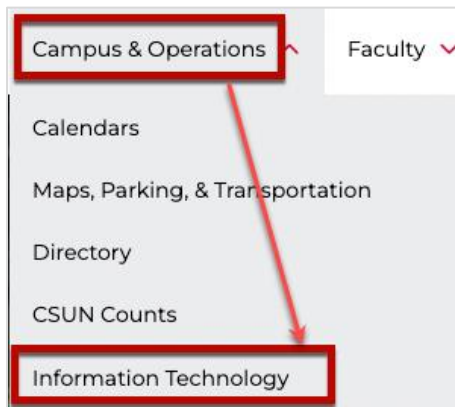 Campus & Operations Faculty
Calendars
Maps, Parking, & Transportation
Directory
CSUN Counts
Information Technology